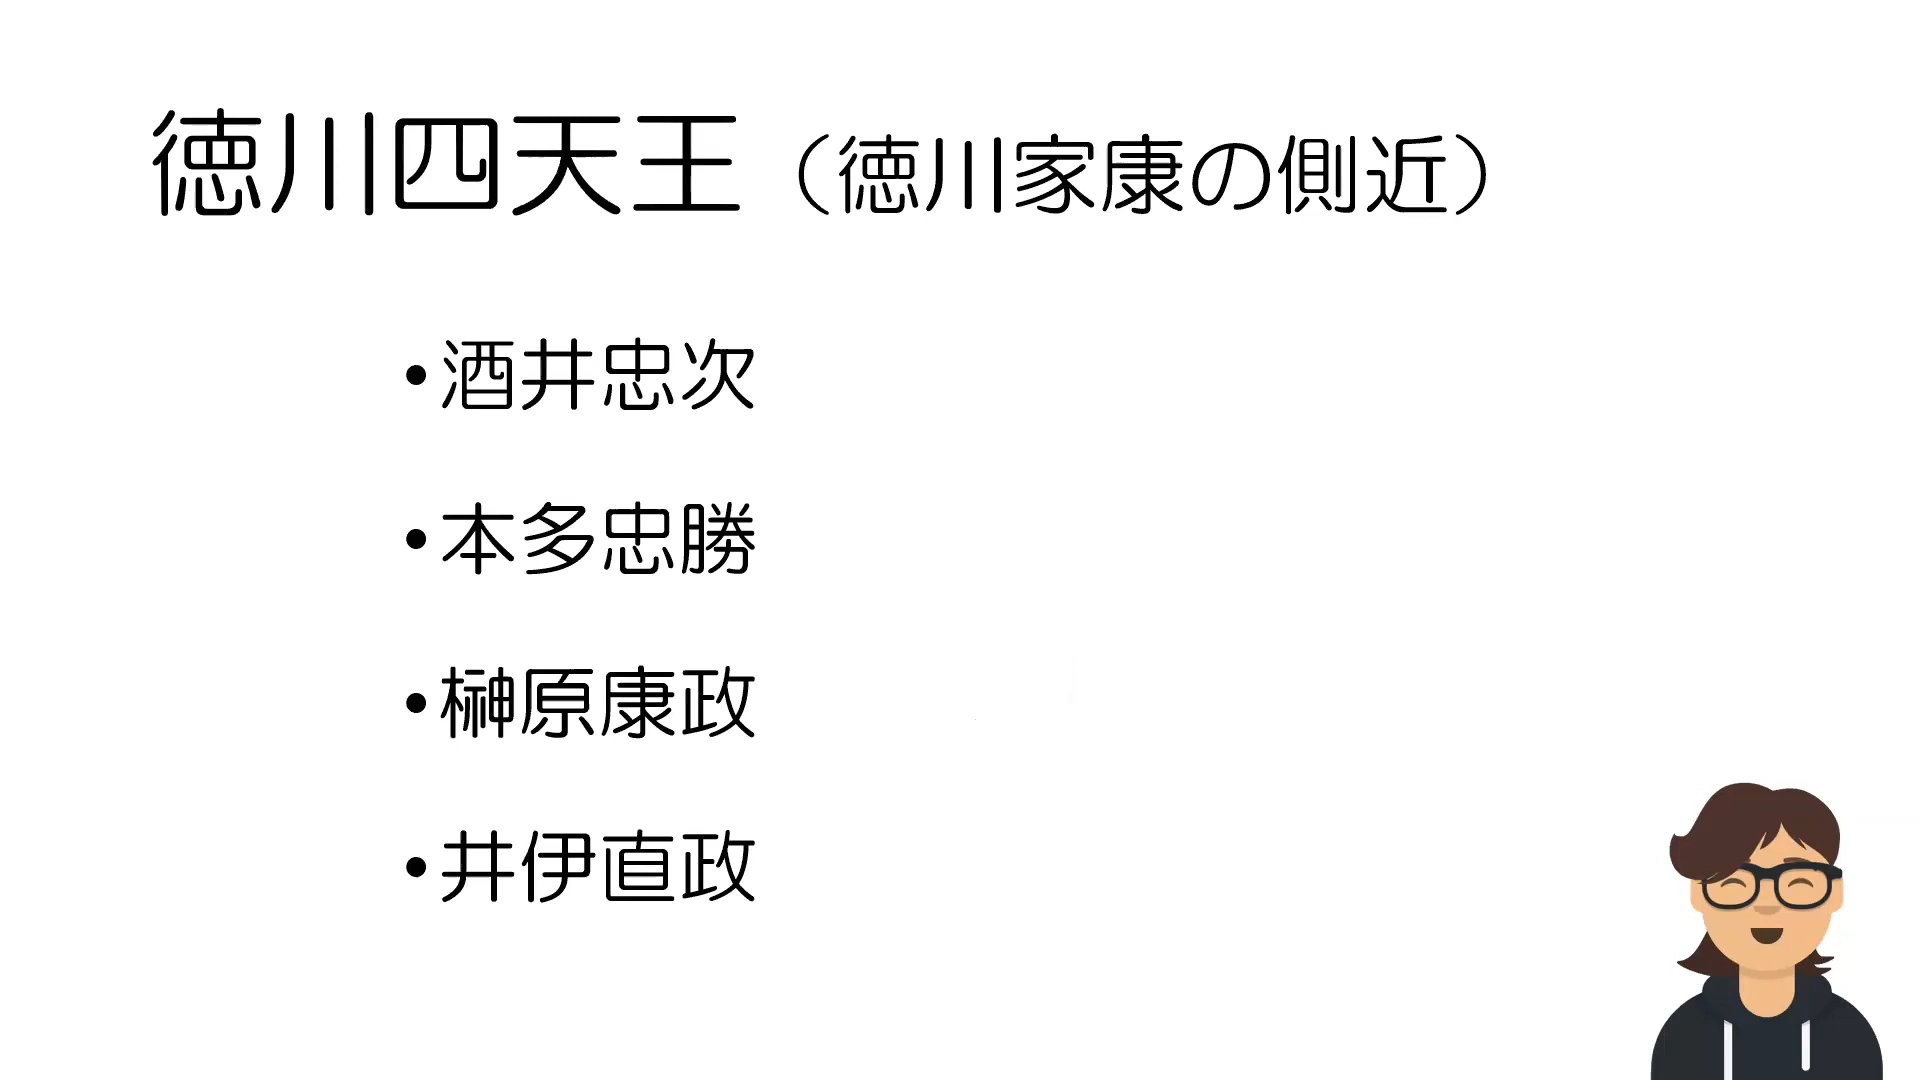 徳川四天王（徳川家康の側近）
•酒井忠次
•本多忠勝
•榊原康政
•井伊直政